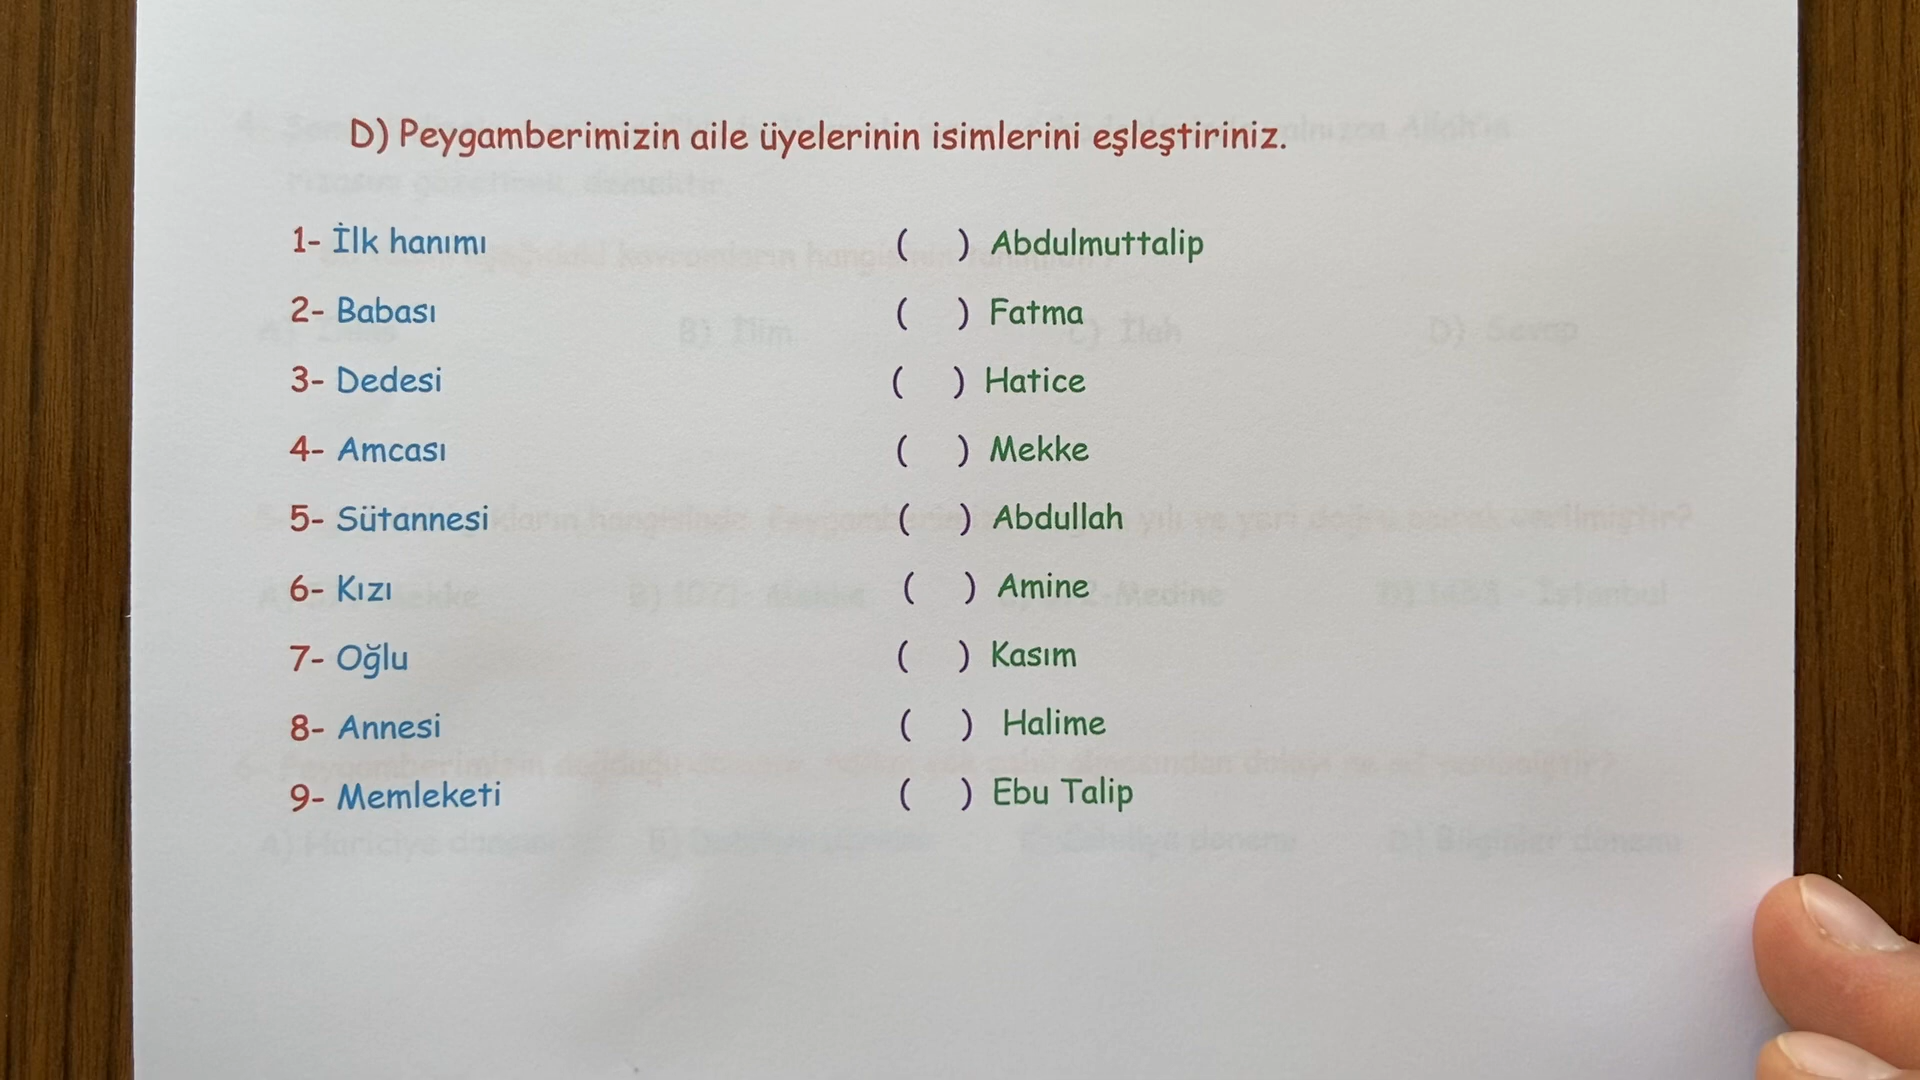 D) Peygamberimizin aile üyelerinin isimlerini eşleştiriniz.
1- İlk hanımı ( ) Abdulmuttalip
2- Babası ( ) Fatma
3- Dedesi ( ) Hatice
4- Amcası ( ) Mekke
5- Sütannesi ( ) Abdullah
6- Kızı ( ) Amine
7- Oğlu ( ) Kasım
8- Annesi ( ) Halime
9- Memleketi ( ) Ebu Talip